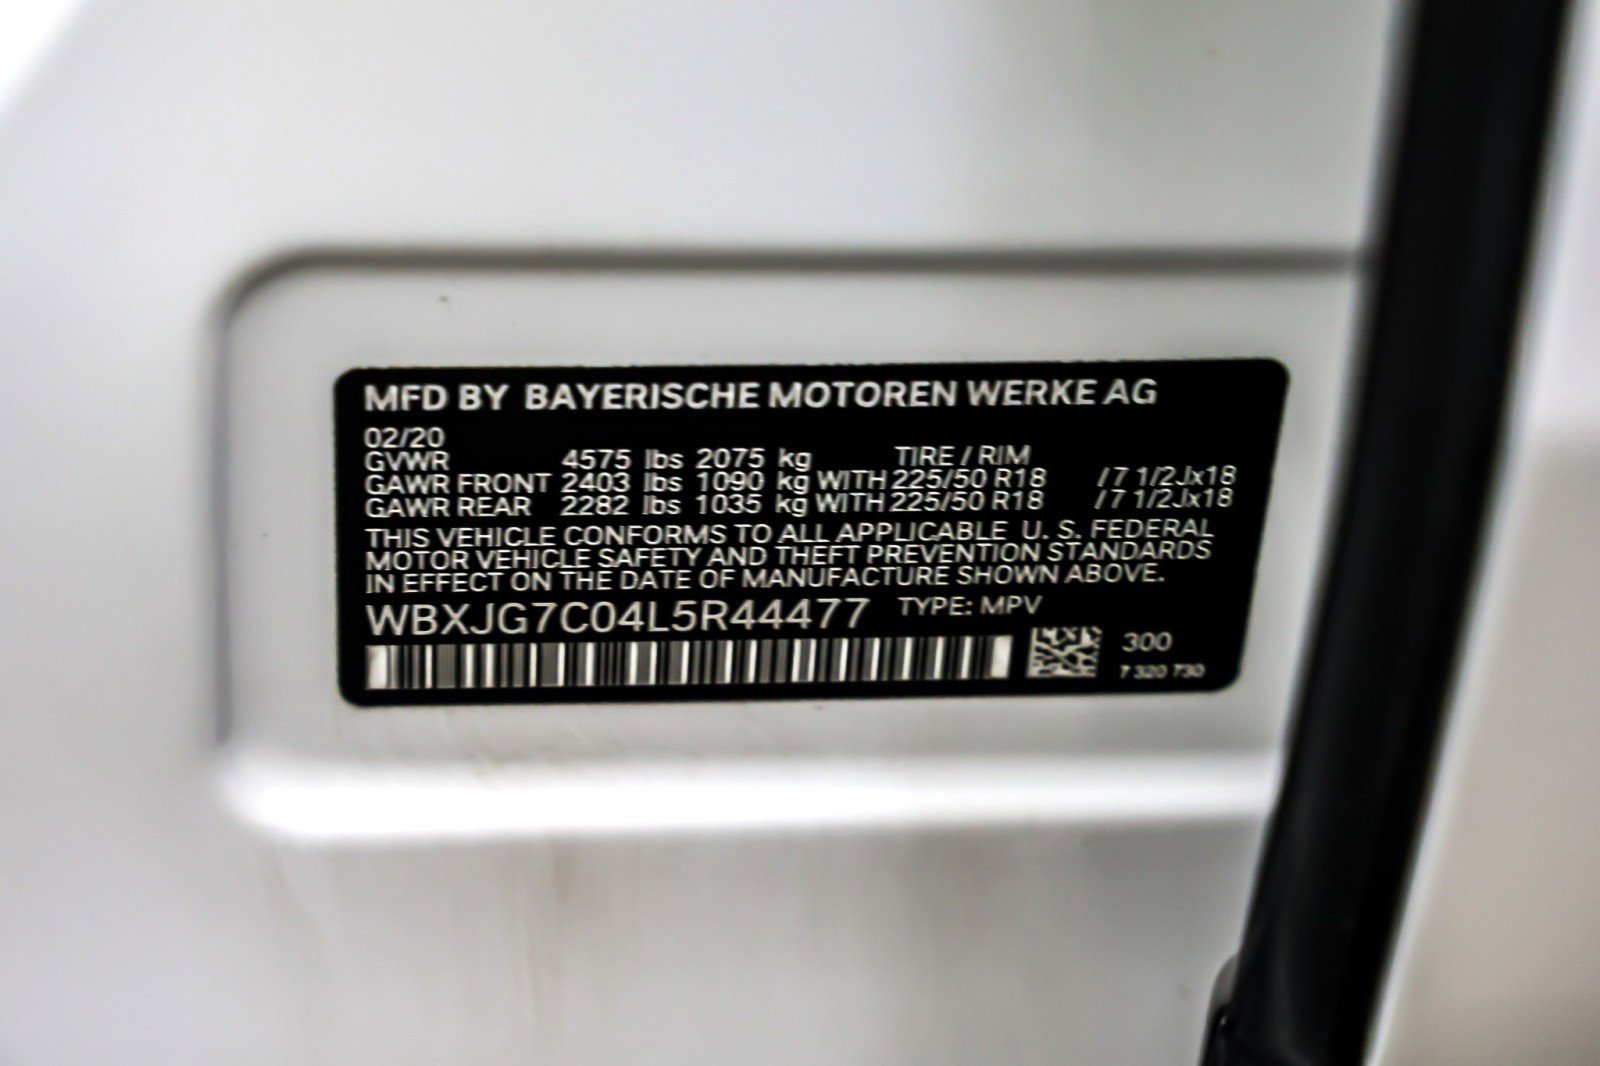 MFD BY BAYERISCHE MOTOREN WERKE AG
02/20
GVWR 4575 lbs 2075 kg TIRE / RIM
GAWR FRONT 2403 lbs 1090 kg WITH 225/50 R18 / 7 1/2Jx18
GAWR REAR 2282 lbs 1035 kg WITH 225/50 R18 / 7 1/2Jx18
THIS VEHICLE CONFORMS TO ALL APPLICABLE U. S. FEDERAL
MOTOR VEHICLE SAFETY AND THEFT PREVENTION STANDARDS
IN EFFECT ON THE DATE OF MANUFACTURE SHOWN ABOVE.
WBXJG7C04L5R44477 TYPE: MPV
300
7 320 730